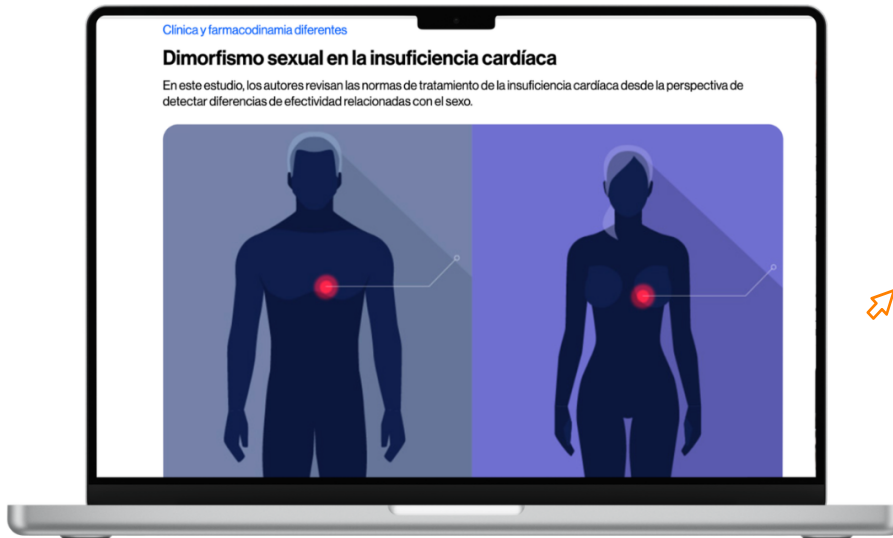 Clínica y farmacodinamia diferentes
Dimorfismo sexual en la insuficiencia cardíaca
En este estudio, los autores revisan las normas de tratamiento de la insuficiencia cardíaca desde la perspectiva de
detectar diferencias de efectividad relacionadas con el sexo.